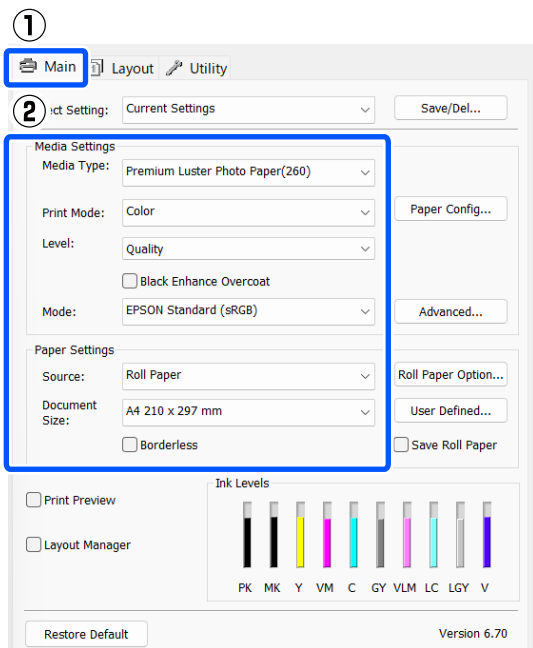 ①
Main Layout Utility
②
ect Setting: Current Settings Save/Del...
Media Settings
Media Type: Premium Luster Photo Paper(260)
Print Mode: Color Paper Config...
Level: Quality
Black Enhance Overcoat
Mode: EPSON Standard (sRGB) Advanced...
Paper Settings
Source: Roll Paper Roll Paper Option...
Document
Size: A4 210 x 297 mm User Defined...
Borderless Save Roll Paper
Ink Levels
Print Preview
Layout Manager
PK MK Y VM C GY VLM LC LGY V
Restore Default Version 6.70